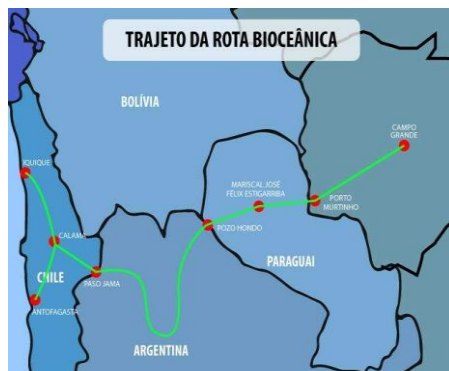 TRAJETO DA ROTA BIOCEÂNICA
BOLÍVIA
CAMPO
GRANDE
IQUIQUE
MARISCAL JOSÉ
FÉLIX ESTIGARRIBA
PORTO
MURTINHO
POZO HONDO
CALAMA
PARAGUAI
CHILE
PASO JAMA
ANTOFAGASTA
ARGENTINA